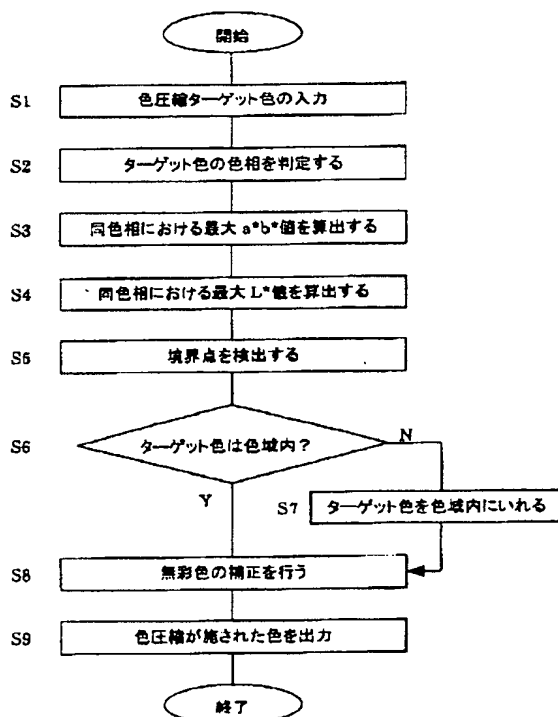 開始
S1 色圧縮ターゲット色の入力
S2 ターゲット色の色相を判定する
S3 同色相における最大 a*b*値を算出する
S4 同色相における最大 L*値を算出する
S5 境界点を検出する
S6 ターゲット色は色域内？
N
Y
S7 ターゲット色を色域内にいれる
S8 無彩色の補正を行う
S9 色圧縮が施された色を出力
終了